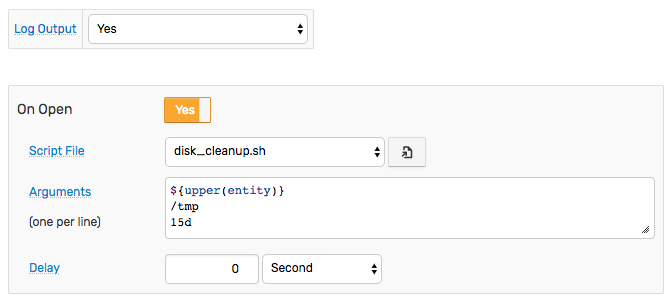 Log Output Yes
On Open Yes
Script File disk_cleanup.sh
Arguments ${upper(entity)}
/tmp
(one per line) 15d
Delay 0 Second